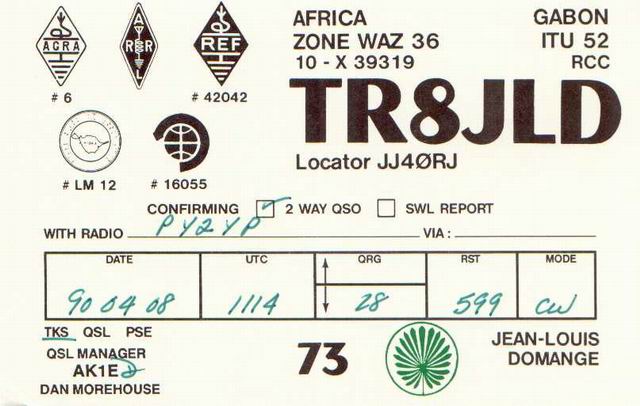 AGRA
# 6
ARRL
REF
# 42042
# LM 12
# 16055
AFRICA
ZONE WAZ 36
10 - X 39319
GABON
ITU 52
RCC
TR8JLD
Locator JJ4ØRJ
CONFIRMING ☑ 2 WAY QSO ☐ SWL REPORT
WITH RADIO PY2YP VIA :
DATE UTC QRG RST MODE
90 04 08 1114 28 599 CW
TKS QSL PSE
QSL MANAGER
AK1E
DAN MOREHOUSE
73
JEAN-LOUIS
DOMANGE